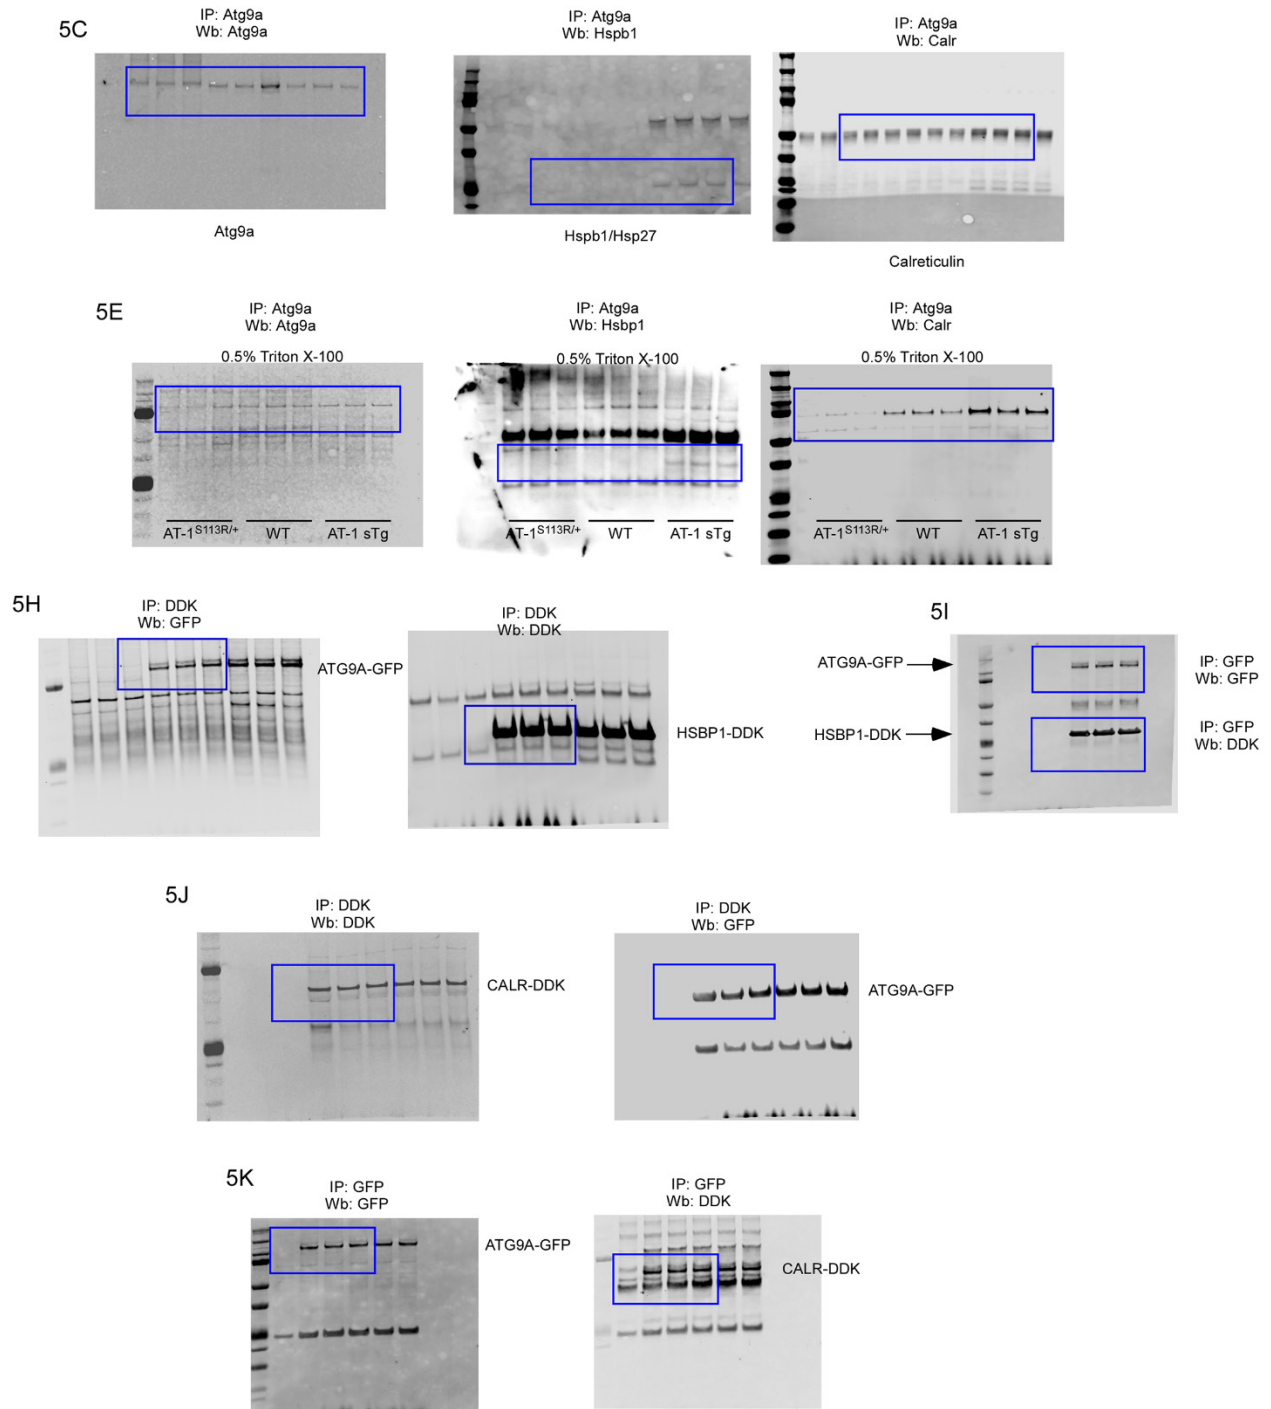 5C
IP: Atg9a
Wb: Atg9a
Atg9a
IP: Atg9a
Wb: Hspb1
Hspb1/Hsp27
IP: Atg9a
Wb: Calr
Calreticulin
5E
IP: Atg9a
Wb: Atg9a
0.5% Triton X-100
AT-1S113R/+ WT AT-1 sTg
IP: Atg9a
Wb: Hsbp1
0.5% Triton X-100
AT-1S113R/+ WT AT-1 sTg
IP: Atg9a
Wb: Calr
0.5% Triton X-100
AT-1S113R/+ WT AT-1 sTg
5H
IP: DDK
Wb: GFP
ATG9A-GFP
IP: DDK
Wb: DDK
HSBP1-DDK
5I
ATG9A-GFP
IP: GFP
Wb: GFP
HSBP1-DDK
IP: GFP
Wb: DDK
5J
IP: DDK
Wb: DDK
CALR-DDK
IP: DDK
Wb: GFP
ATG9A-GFP
5K
IP: GFP
Wb: GFP
ATG9A-GFP
IP: GFP
Wb: DDK
CALR-DDK